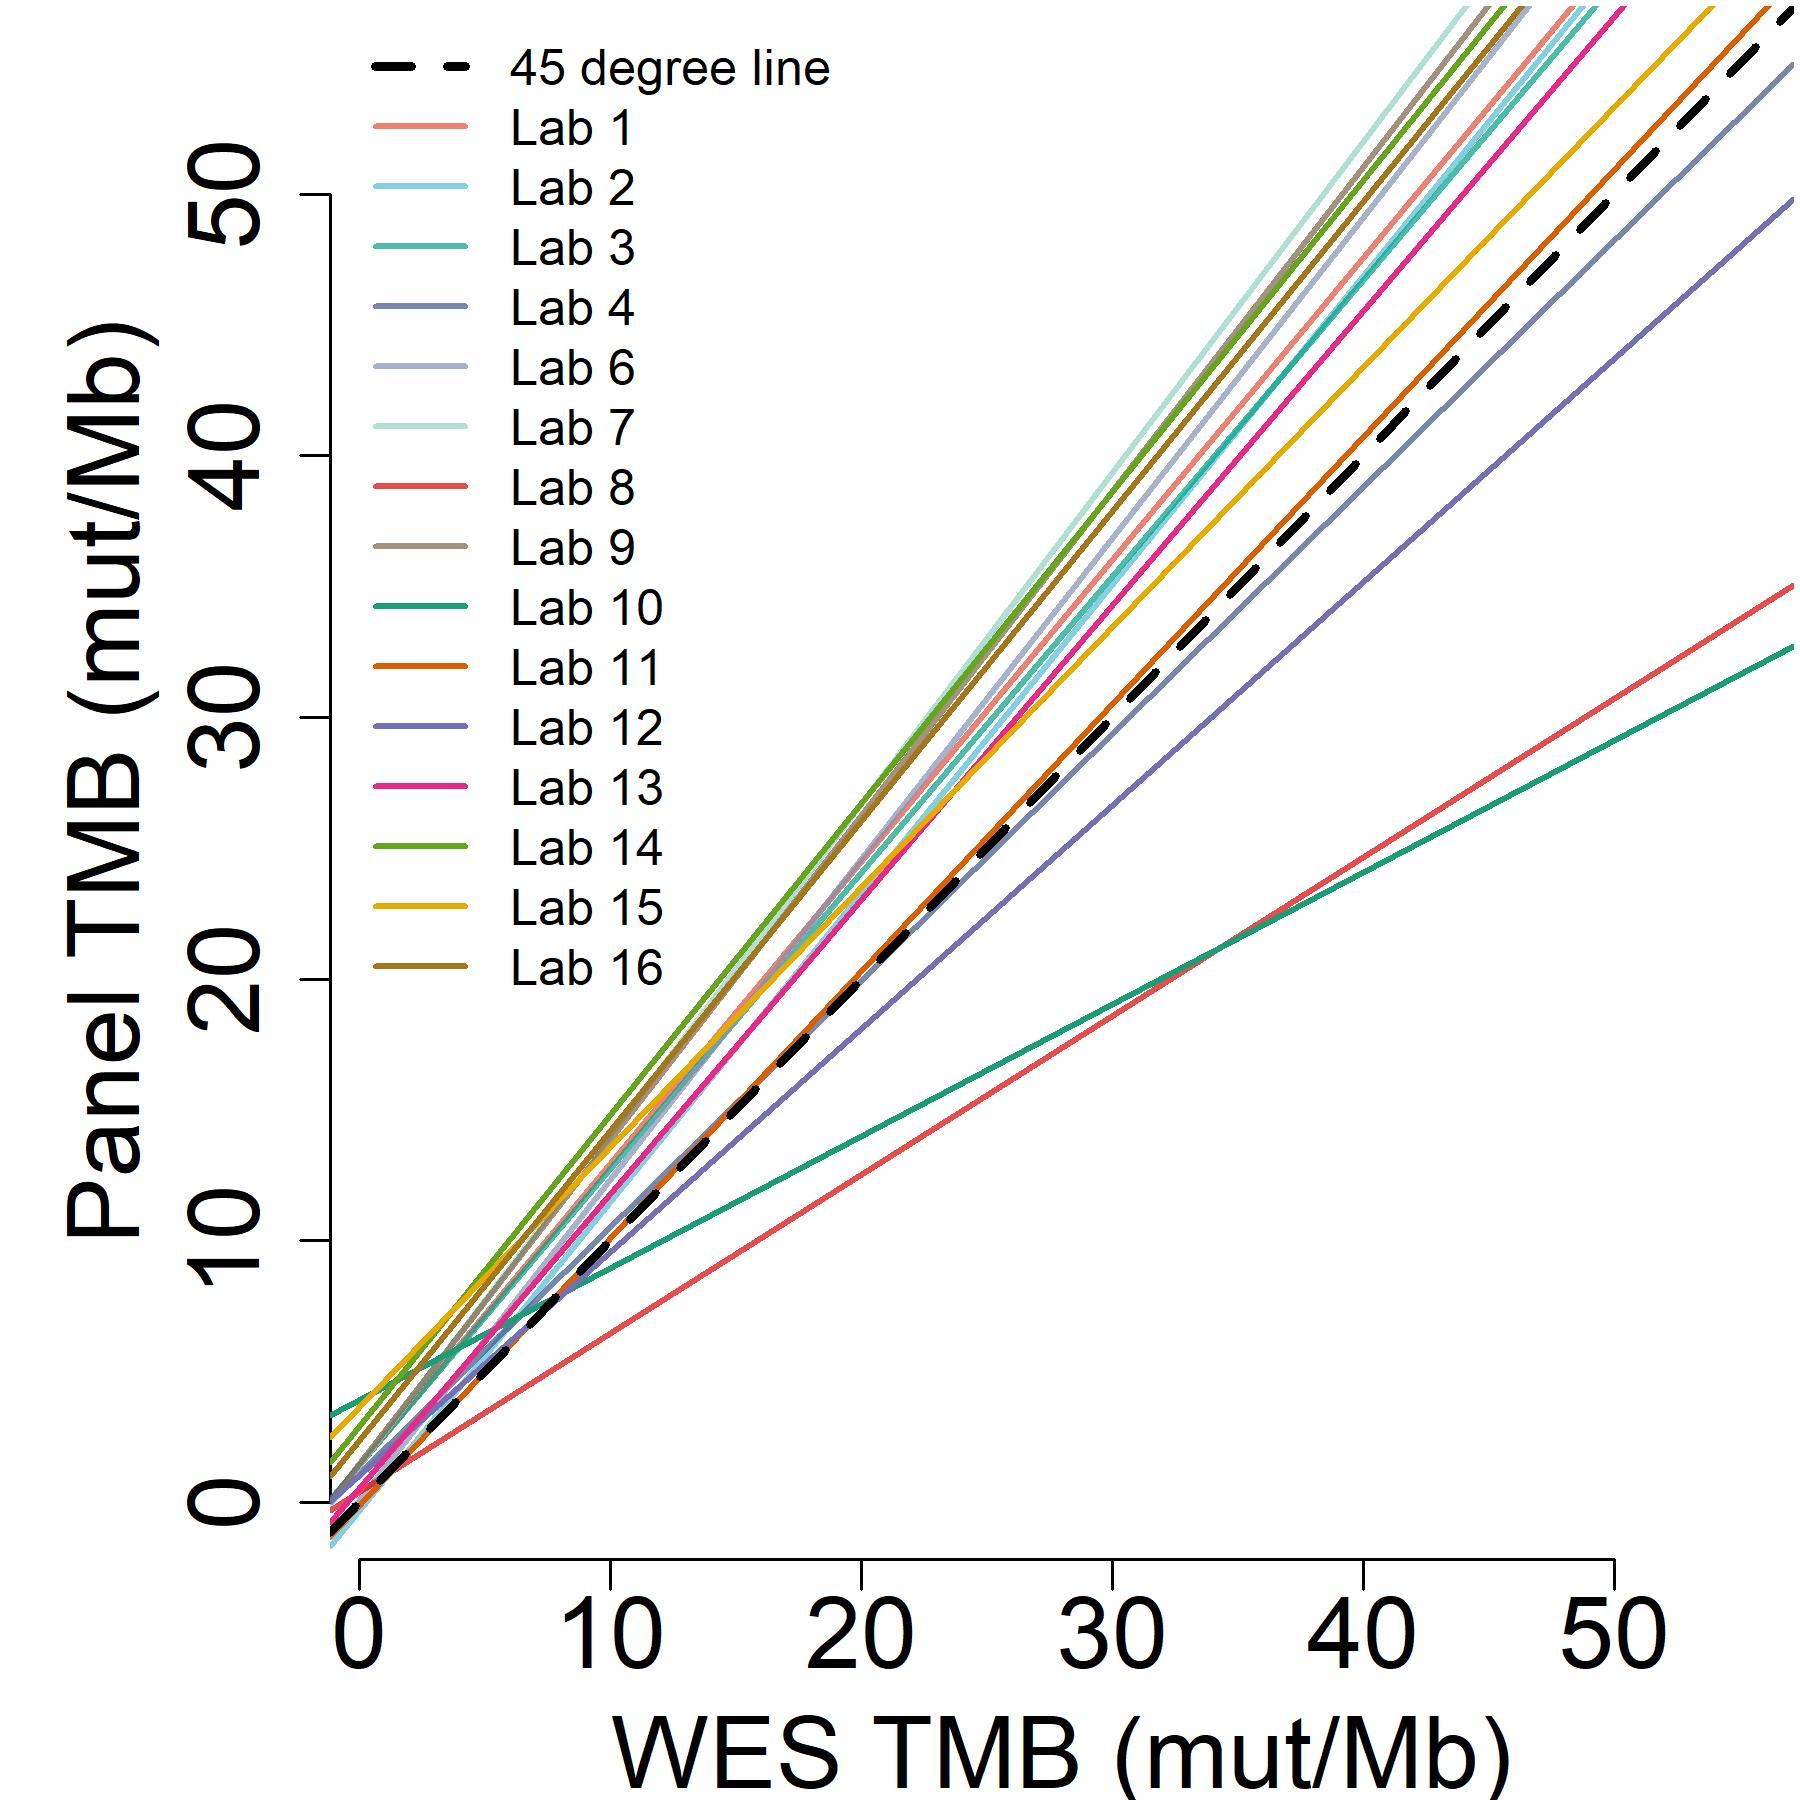 45 degree line
Lab 1
Lab 2
Lab 3
Lab 4
Lab 6
Lab 7
Lab 8
Lab 9
Lab 10
Lab 11
Lab 12
Lab 13
Lab 14
Lab 15
Lab 16
Panel TMB (mut/Mb)
50
40
30
20
10
0
0 10 20 30 40 50
WES TMB (mut/Mb)